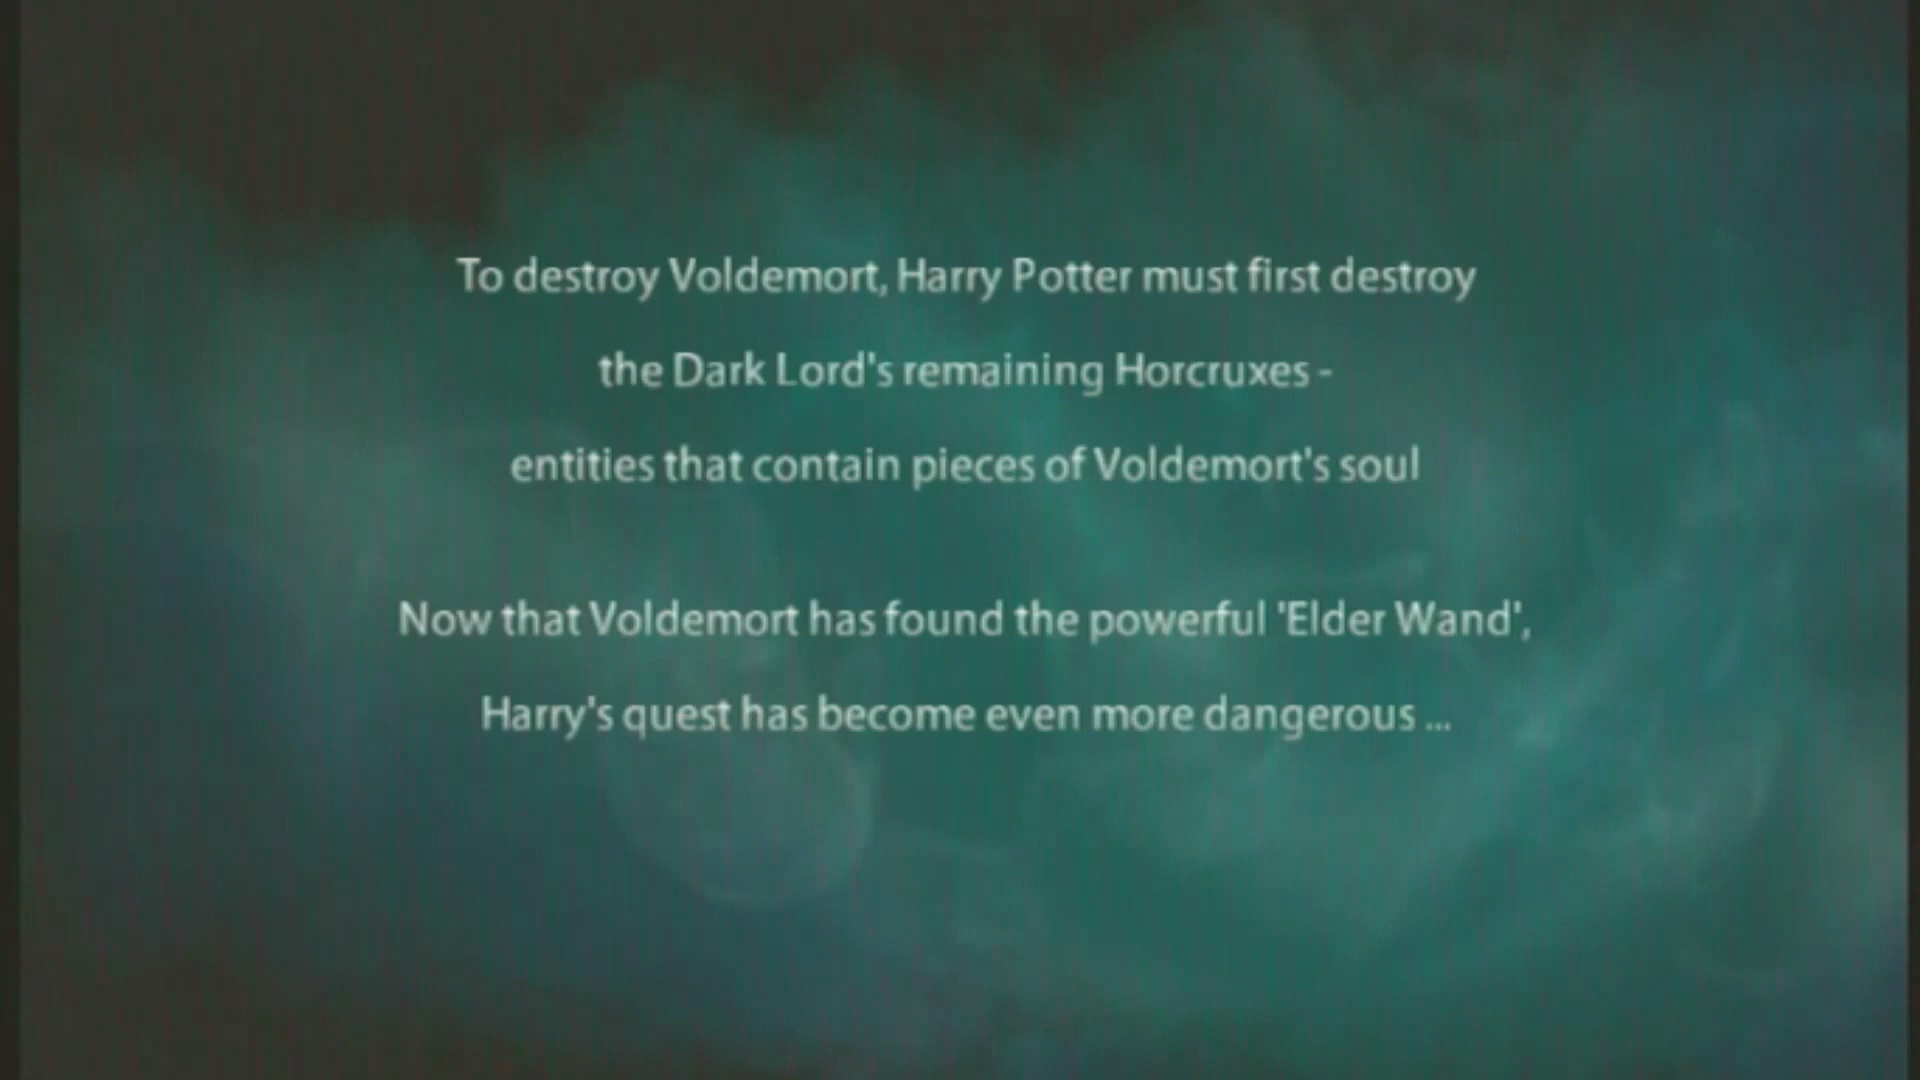 To destroy Voldemort, Harry Potter must first destroy
the Dark Lord's remaining Horcruxes -
entities that contain pieces of Voldemort's soul
Now that Voldemort has found the powerful 'Elder Wand',
Harry's quest has become even more dangerous ...